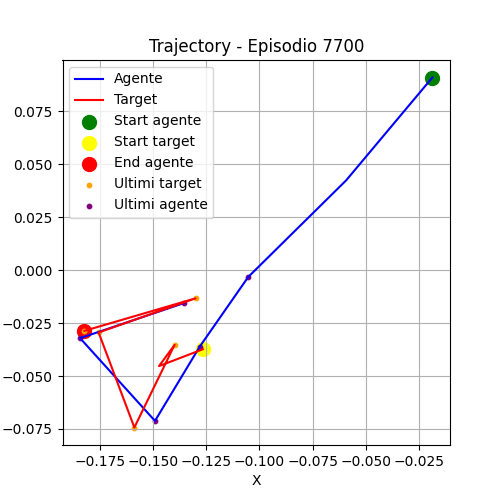 Trajectory - Episodio 7700
Agente
Target
Start agente
Start target
End agente
Ultimi target
Ultimi agente
0.075
0.050
0.025
0.000
−0.025
−0.050
−0.075
−0.175 −0.150 −0.125 −0.100 −0.075 −0.050 −0.025
X